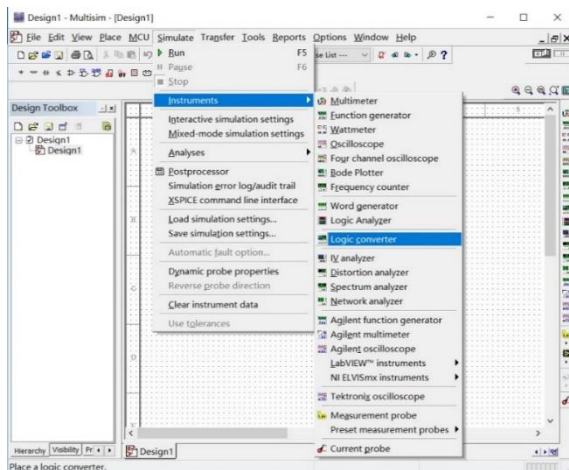 Design1 - Multisim - [Design1]
File Edit View Place MCU Simulate Transfer Tools Reports Options Window Help
Run F5
Pause F6
Stop
Instruments
Interactive simulation settings
Mixed-mode simulation settings
Analyses
Postprocessor
Simulation error log/audit trail
XSPICE command line interface
Load simulation settings...
Save simulation settings...
Automatic fault option...
Dynamic probe properties
Reverse probe direction
Clear instrument data
Use tolerances
Multimeter
Function generator
Wattmeter
Oscilloscope
Four channel oscilloscope
Bode Plotter
Frequency counter
Word generator
Logic Analyzer
Logic converter
IV analyzer
Distortion analyzer
Spectrum analyzer
Network analyzer
Agilent function generator
Agilent multimeter
Agilent oscilloscope
LabVIEW™ instruments
NI ELVISmx instruments
Tektronix oscilloscope
Measurement probe
Preset measurement probes
Current probe
se List ---
Design Toolbox
Design1
Design1
A
B
C
D
Hierarchy Visibility Pr
Design1
Place a logic converter.